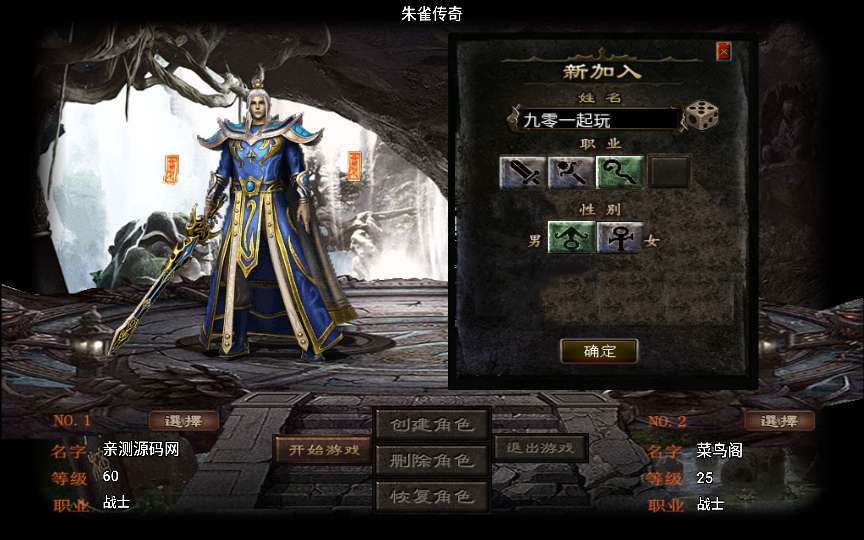 朱雀传奇
新加入
姓名
九零一起玩
职业
性别
男
女
确定
NO.1
選擇
名字 亲测源码网
等级 60
职业 战士
开始游戏
创建角色
删除角色
恢复角色
退出游戏
NO.2
選擇
名字 菜鸟阁
等级 25
职业 战士